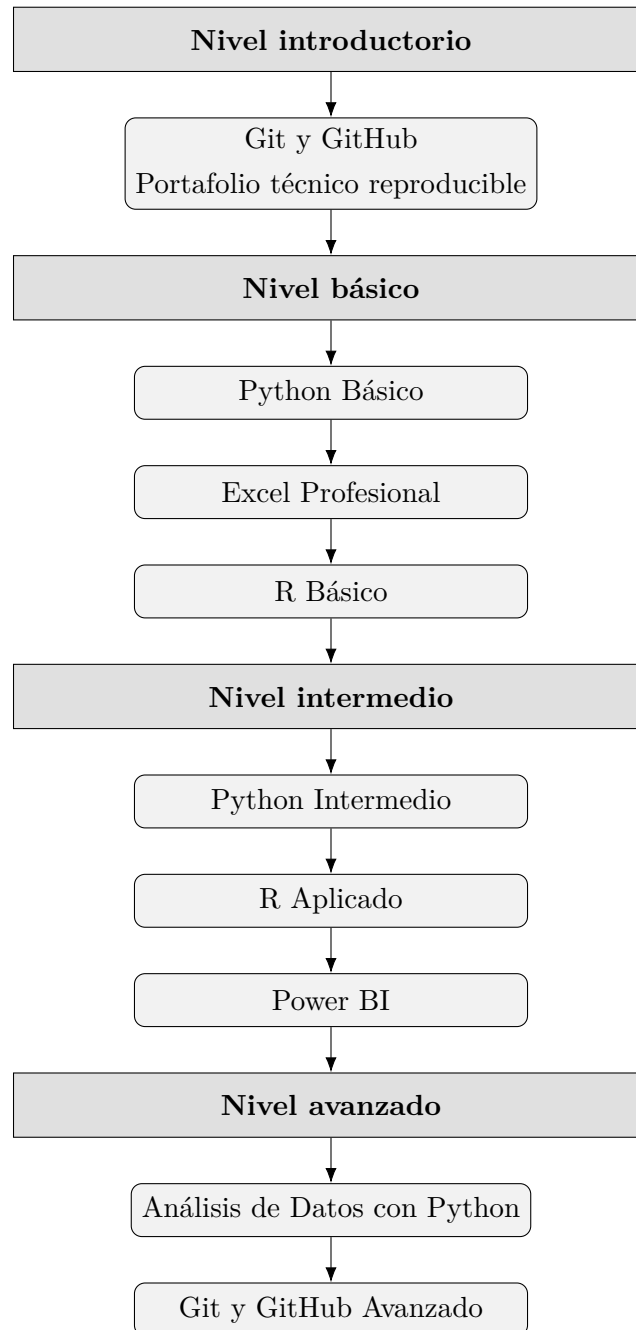 Nivel introductorio
Git y GitHub
Portafolio técnico reproducible
Nivel básico
Python Básico
Excel Profesional
R Básico
Nivel intermedio
Python Intermedio
R Aplicado
Power BI
Nivel avanzado
Análisis de Datos con Python
Git y GitHub Avanzado